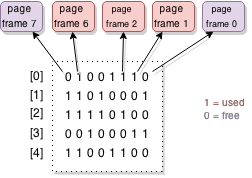 page frame 7
page frame 6
page frame 2
page frame 1
page frame 0
[0] 0 1 0 0 1 1 1 0
[1] 1 1 0 1 0 0 0 1
[2] 1 1 1 1 0 1 0 0
[3] 0 0 1 0 0 0 1 1
[4] 1 1 0 0 1 1 0 0
1 = used
0 = free